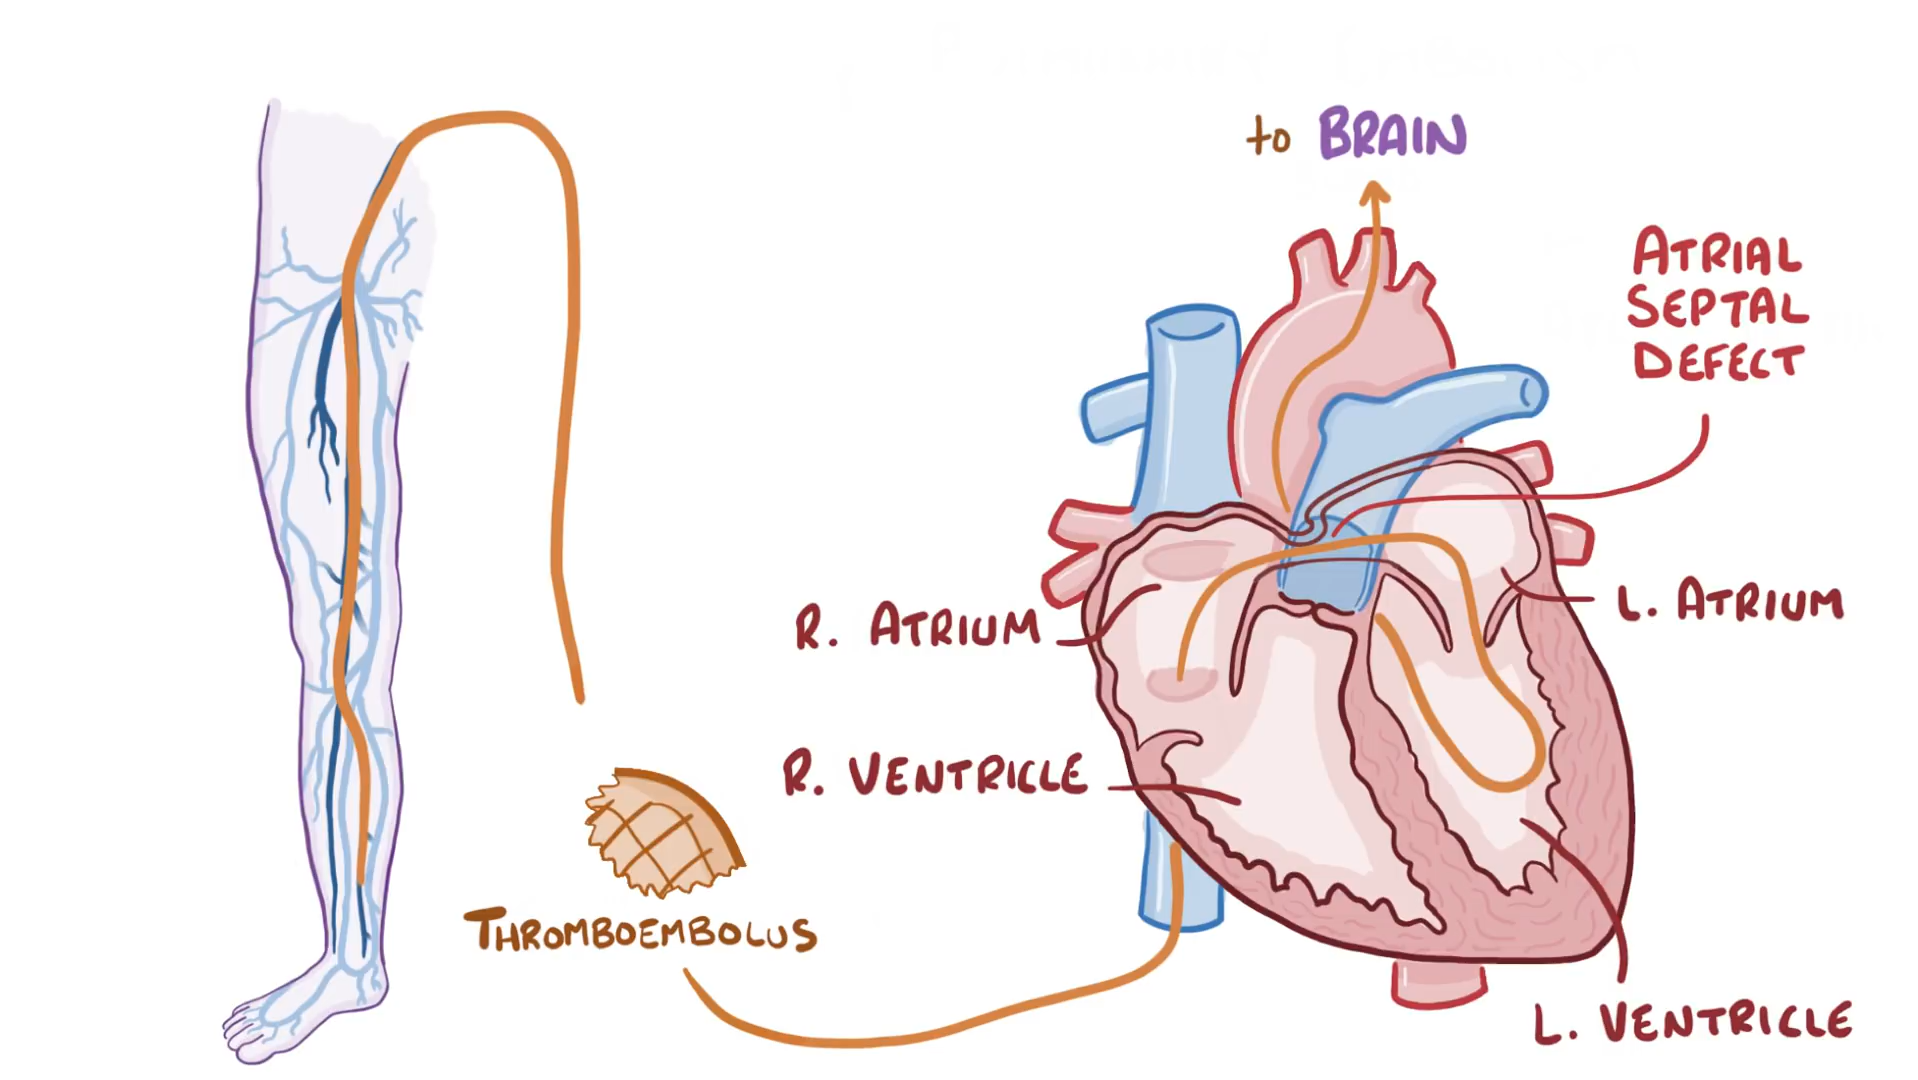 to BRAIN
ATRIAL
SEPTAL
DEFECT
R. ATRIUM
L. ATRIUM
R. VENTRICLE
THROMBOEMBOLUS
L. VENTRICLE